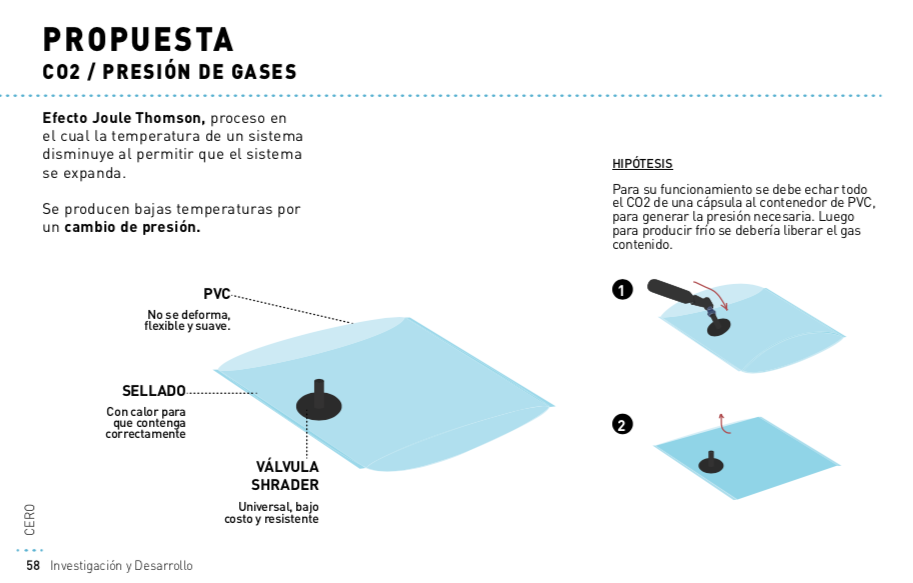 PROPUESTA
CO2 / PRESIÓN DE GASES
Efecto Joule Thomson, proceso en
el cual la temperatura de un sistema
disminuye al permitir que el sistema
se expanda.
Se producen bajas temperaturas por
un cambio de presión.
HIPÓTESIS
Para su funcionamiento se debe echar todo
el CO2 de una cápsula al contenedor de PVC,
para generar la presión necesaria. Luego
para producir frío se debería liberar el gas
contenido.
PVC
No se deforma,
flexible y suave.
SELLADO
Con calor para
que contenga
correctamente
VÁLVULA
SHRADER
Universal, bajo
costo y resistente
1
2
CERO
58 Investigación y Desarrollo